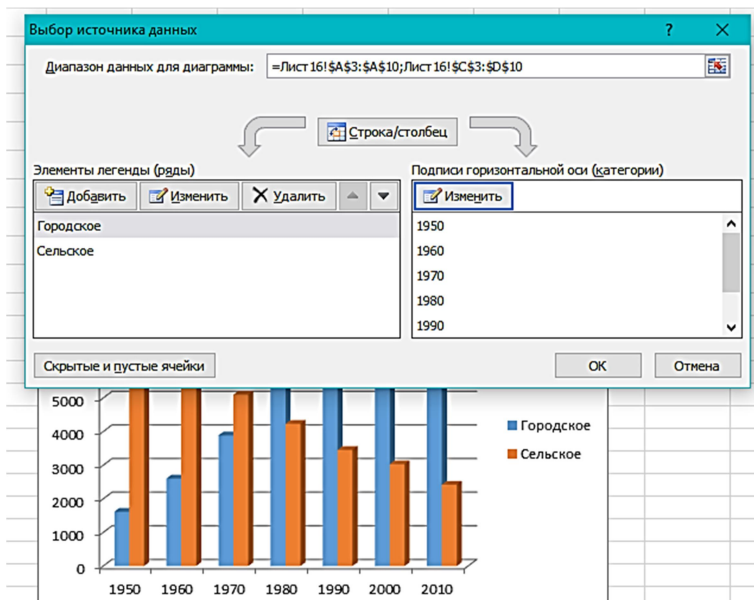 Выбор источника данных
?
Диапазон данных для диаграммы: =Лист16!$A$3:$A$10;Лист16!$C$3:$D$10
Строка/столбец
Элементы легенды (ряды)
Добавить Изменить Удалить
Городское
Сельское
Подписи горизонтальной оси (категории)
Изменить
1950
1960
1970
1980
1990
Скрытые и пустые ячейки
ОК Отмена
5000
4000
3000
2000
1000
0
1950 1960 1970 1980 1990 2000 2010
Городское
Сельское